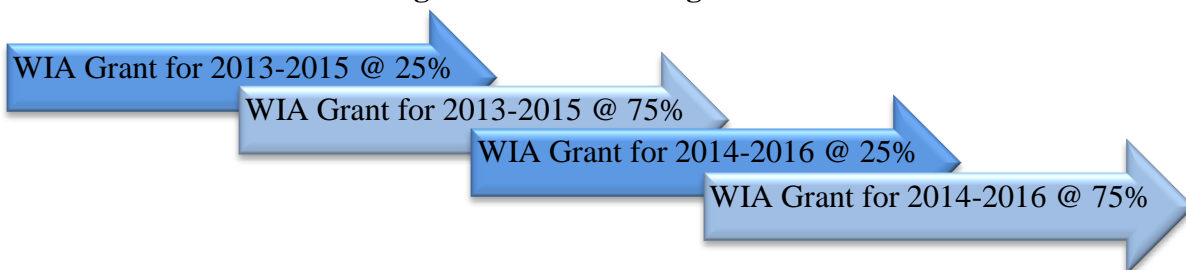 WIA Grant for 2013-2015 @ 25%
WIA Grant for 2013-2015 @ 75%
WIA Grant for 2014-2016 @ 25%
WIA Grant for 2014-2016 @ 75%